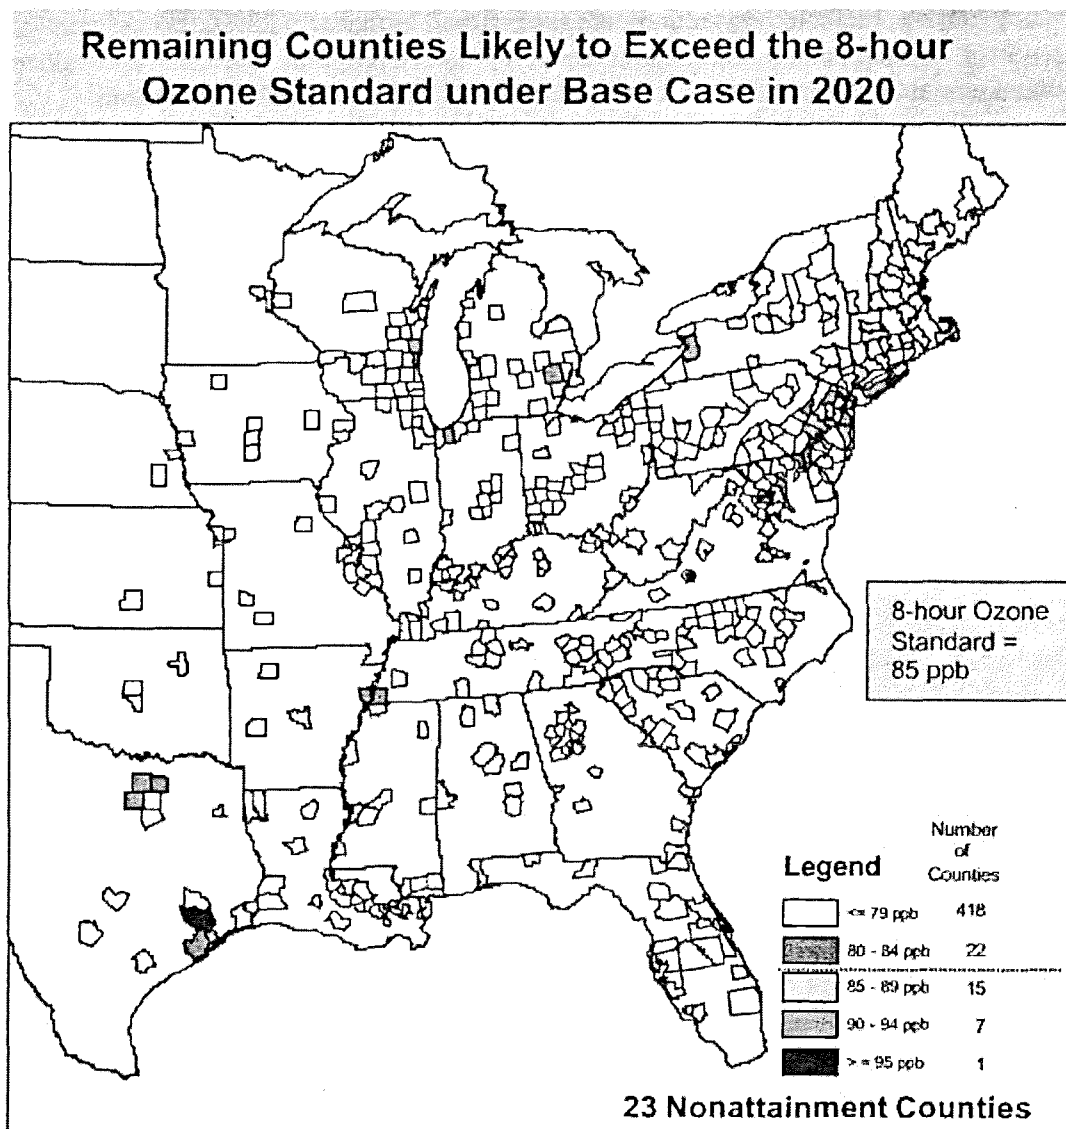 Remaining Counties Likely to Exceed the 8-hour
Ozone Standard under Base Case in 2020
8-hour Ozone
Standard =
85 ppb
Number
of
Counties
Legend
<= 79 ppb 418
80 - 84 ppb 22
85 - 89 ppb 15
90 - 94 ppb 7
> = 95 ppb 1
23 Nonattainment Counties